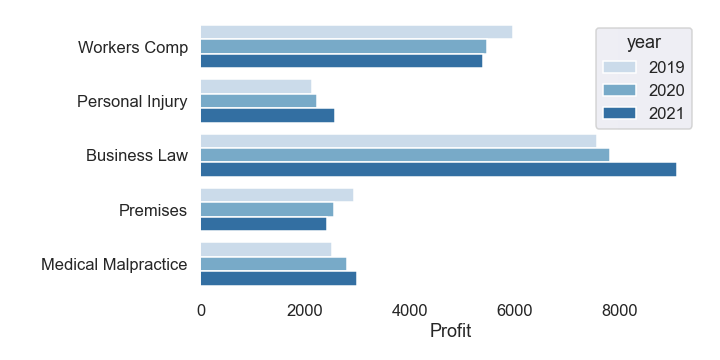 Workers Comp
Personal Injury
Business Law
Premises
Medical Malpractice
year
2019
2020
2021
0 2000 4000 6000 8000
Profit